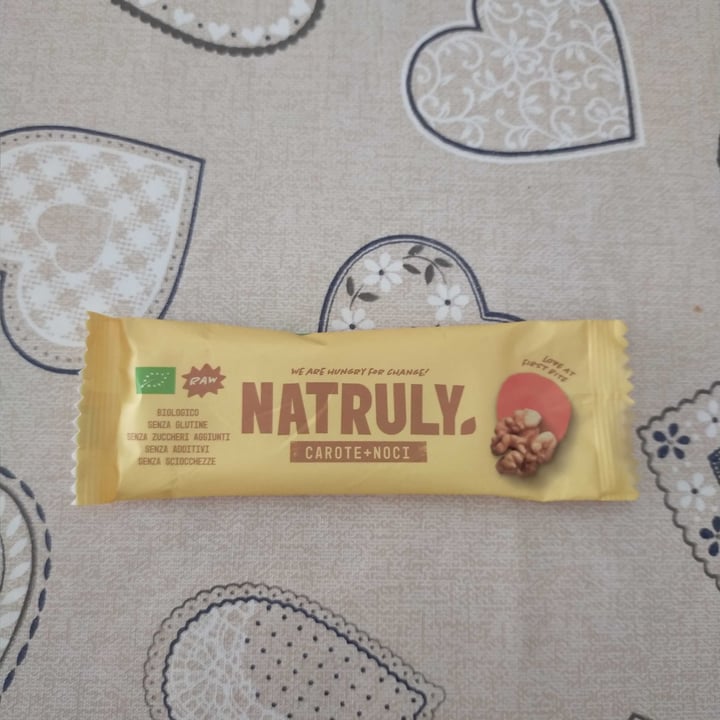 WE ARE HUNGRY FOR CHANGE!
NATRULY.
CAROTE+NOCI
RAW
BIOLOGICO
SENZA GLUTINE
SENZA ZUCCHERI AGGIUNTI
SENZA ADDITIVI
SENZA SCIOCCHEZZE
LOVE AT
FIRST BITE